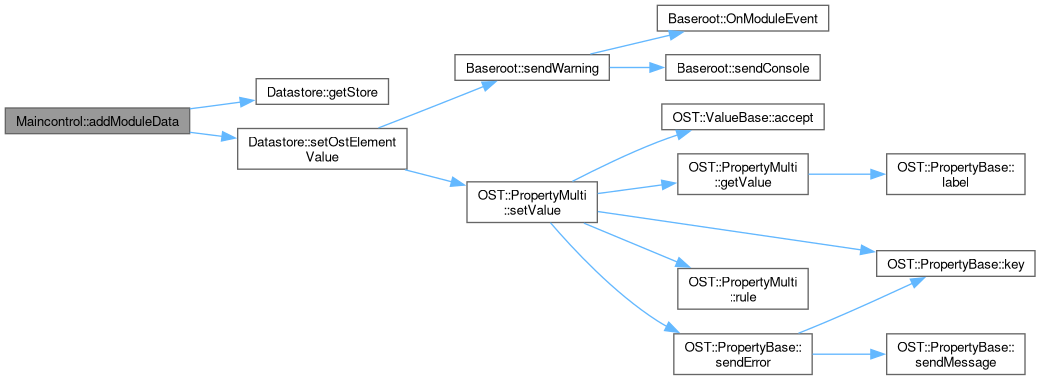 Maincontrol::addModuleData
Datastore::getStore
Datastore::setOstElement
Value
Baseroot::sendWarning
Baseroot::OnModuleEvent
Baseroot::sendConsole
OST::PropertyMulti
::setValue
OST::ValueBase::accept
OST::PropertyMulti
::getValue
OST::PropertyBase::
label
OST::PropertyBase::key
OST::PropertyMulti
::rule
OST::PropertyBase::
sendError
OST::PropertyBase::
sendMessage